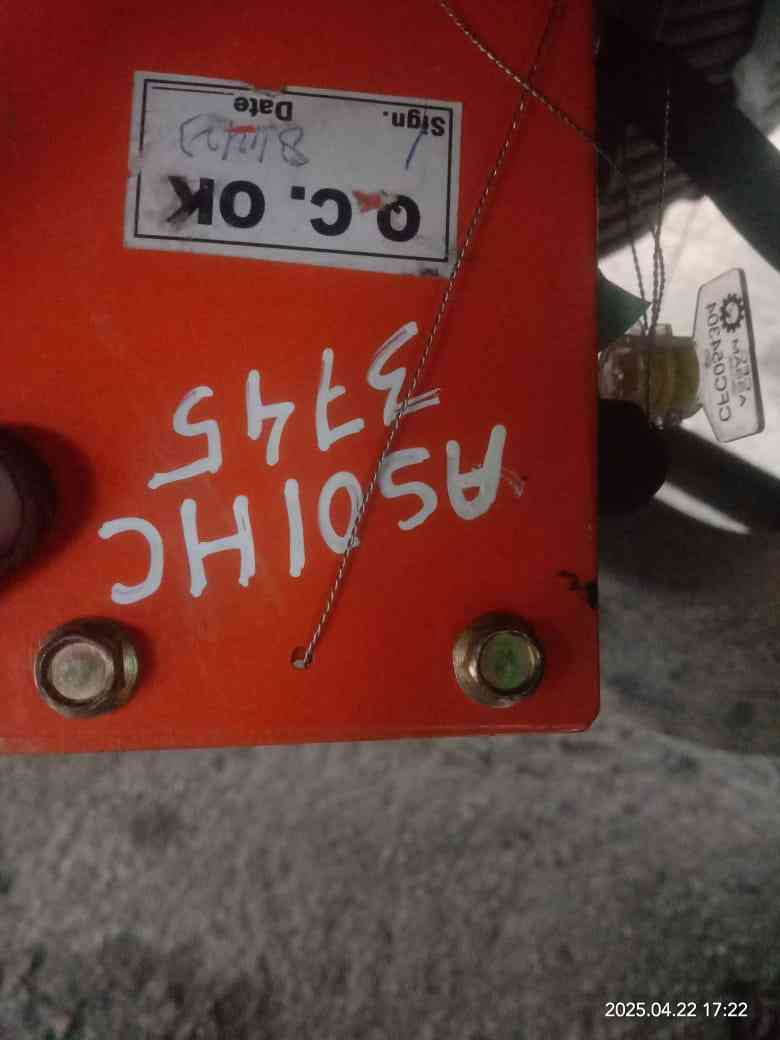 AS01HC
3745
Q.C. OK
Sign.
Date
2025.04.22 17:22